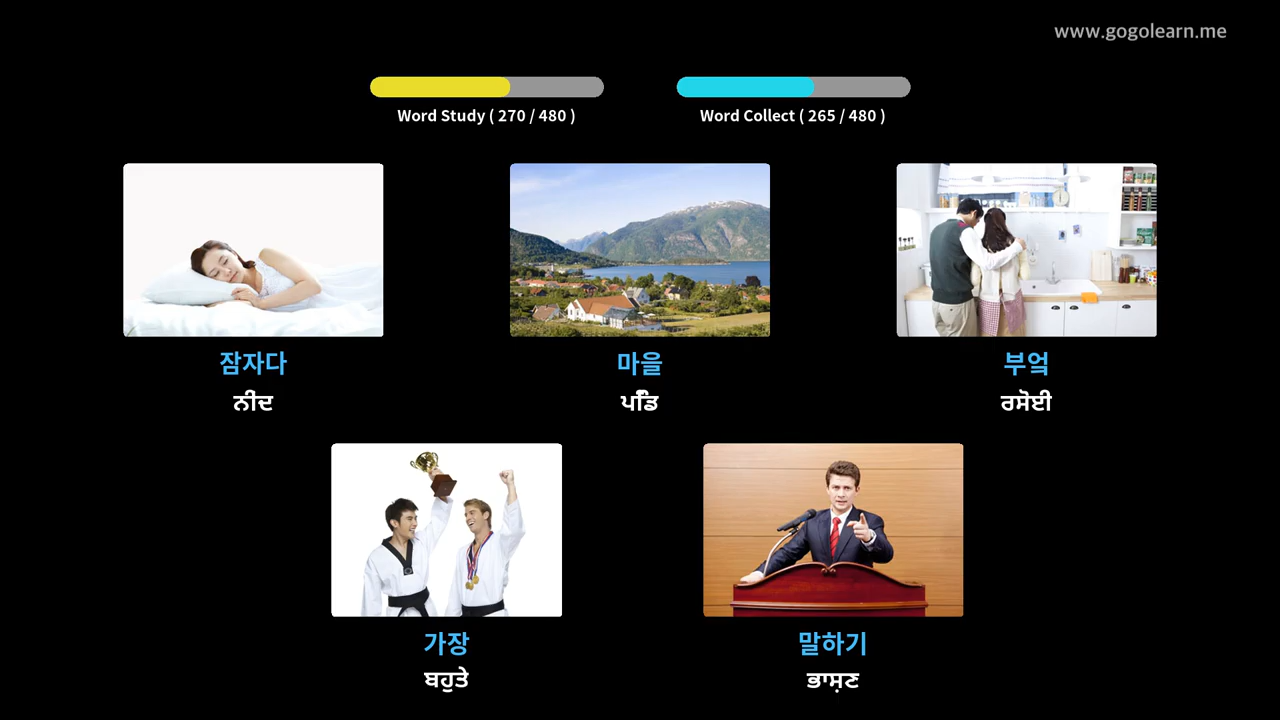 www.gogolearn.me
Word Study ( 270 / 480 )
Word Collect ( 265 / 480 )
잠자다
마을
부엌
ਨੀਂਦ
ਪਿੰਡ
ਰਸੋਈ
가장
말하기
ਬਹੁਤੇ
ਭਾਸ਼ਣ